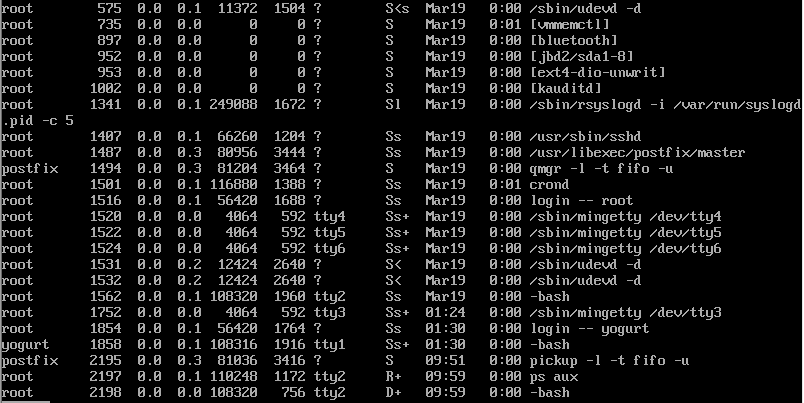 root       575  0.0  0.1  11372  1504 ?        S<s  Mar19   0:00 /sbin/udevd -d
root       735  0.0  0.0      0     0 ?        S    Mar19   0:01 [vmmemctl]
root       897  0.0  0.0      0     0 ?        S    Mar19   0:00 [bluetooth]
root       952  0.0  0.0      0     0 ?        S    Mar19   0:00 [jbd2/sda1-8]
root       953  0.0  0.0      0     0 ?        S    Mar19   0:00 [ext4-dio-unwrit]
root      1002  0.0  0.0      0     0 ?        S    Mar19   0:00 [kauditd]
root      1341  0.0  0.1 249088  1672 ?        Sl   Mar19   0:00 /sbin/rsyslogd -i /var/run/syslogd
.pid -c 5
root      1407  0.0  0.1  66260  1204 ?        Ss   Mar19   0:00 /usr/sbin/sshd
root      1487  0.0  0.3  80956  3444 ?        Ss   Mar19   0:00 /usr/libexec/postfix/master
postfix   1494  0.0  0.3  81204  3464 ?        S    Mar19   0:00 qmgr -l -t fifo -u
root      1501  0.0  0.1 116880  1388 ?        Ss   Mar19   0:01 crond
root      1516  0.0  0.1  56420  1688 ?        Ss   Mar19   0:00 login -- root
root      1520  0.0  0.0   4064   592 tty4     Ss+  Mar19   0:00 /sbin/mingetty /dev/tty4
root      1522  0.0  0.0   4064   592 tty5     Ss+  Mar19   0:00 /sbin/mingetty /dev/tty5
root      1524  0.0  0.0   4064   592 tty6     Ss+  Mar19   0:00 /sbin/mingetty /dev/tty6
root      1531  0.0  0.2  12424  2640 ?        S<   Mar19   0:00 /sbin/udevd -d
root      1532  0.0  0.2  12424  2640 ?        S<   Mar19   0:00 /sbin/udevd -d
root      1562  0.0  0.1 108320  1960 tty2     Ss   Mar19   0:00 -bash
root      1752  0.0  0.0   4064   592 tty3     Ss+  01:24   0:00 /sbin/mingetty /dev/tty3
root      1854  0.0  0.1  56420  1764 ?        Ss   01:30   0:00 login -- yogurt
yogurt    1858  0.0  0.1 108316  1916 tty1     Ss+  01:30   0:00 -bash
postfix   2195  0.0  0.3  81036  3416 ?        S    09:51   0:00 pickup -l -t fifo -u
root      2197  0.0  0.1 110248  1172 tty2     R+   09:59   0:00 ps aux
root      2198  0.0  0.0 108320   756 tty2     D+   09:59   0:00 -bash